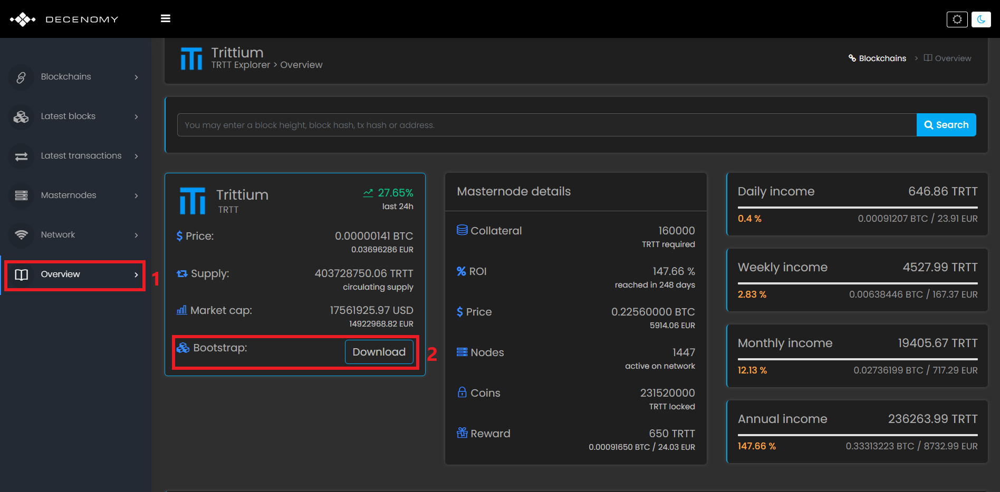 DECENOMY
Trittium
TRTT Explorer > Overview
Blockchains > Overview
Blockchains
Latest blocks
Latest transactions
Masternodes
Network
Overview
1
You may enter a block height, block hash, tx hash or address.
Search
Trittium
TRTT
27.65%
last 24h
Price:
0.00000141 BTC
0.03696286 EUR
Supply:
403728750.06 TRTT
circulating supply
Market cap:
17561925.97 USD
14922968.82 EUR
Bootstrap:
Download
2
Masternode details
Collateral
160000
TRTT required
ROI
147.66 %
reached in 248 days
Price
0.22560000 BTC
5914.06 EUR
Nodes
1447
active on network
Coins
231520000
TRTT locked
Reward
650 TRTT
0.00091650 BTC / 24.03 EUR
Daily income
646.86 TRTT
0.4 %
0.00091207 BTC / 23.91 EUR
Weekly income
4527.99 TRTT
2.83 %
0.00638446 BTC / 167.37 EUR
Monthly income
19405.67 TRTT
12.13 %
0.02736199 BTC / 717.29 EUR
Annual income
236263.99 TRTT
147.66 %
0.33313223 BTC / 8732.99 EUR